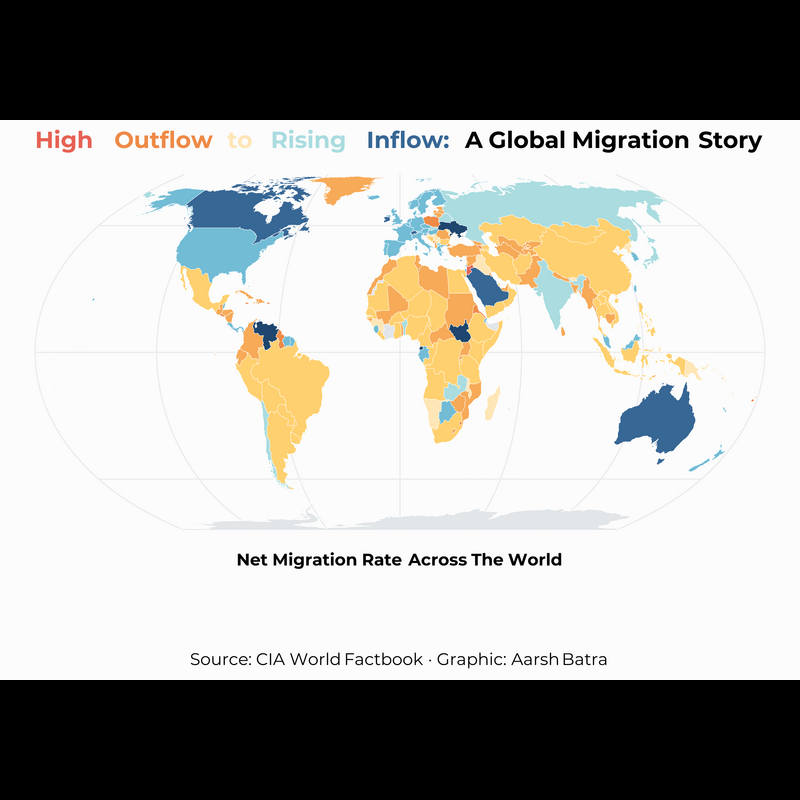 High Outflow to Rising Inflow: A Global Migration Story
Net Migration Rate Across The World
Source: CIA World Factbook · Graphic: Aarsh Batra